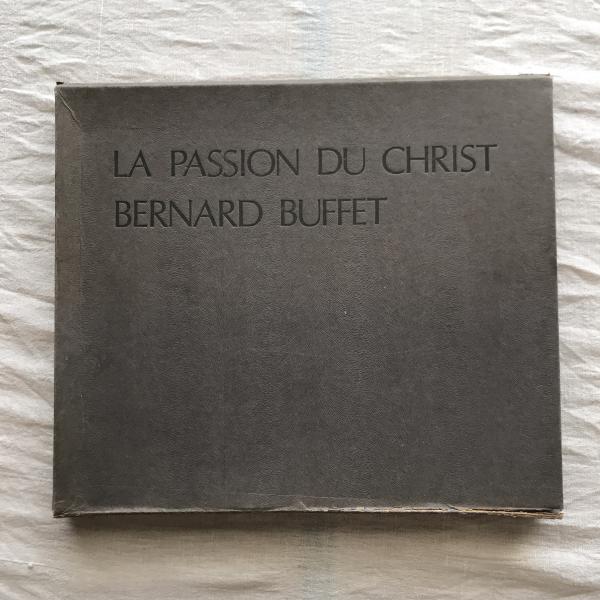 LA PASSION DU CHRIST
BERNARD BUFFET